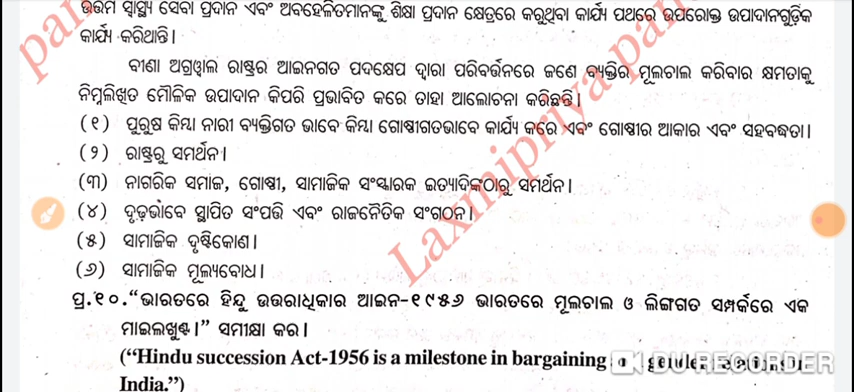 ଉତ୍ତମ ସ୍ୱାସ୍ଥ୍ୟ ସେବା ପ୍ରଦାନ ଏବଂ ଅବହେଳିତମାନଙ୍କୁ ଶିକ୍ଷା ପ୍ରଦାନ କ୍ଷେତ୍ରରେ କରୁଥିବା କାର୍ଯ୍ୟ ପଥରେ ଉପରୋକ୍ତ ଉପାଦାନଗୁଡ଼ିକ
କାର୍ଯ୍ୟ କରିଥାନ୍ତି।
ବୀଣା ଅଗ୍ରୱାଲ ରାଷ୍ଟ୍ରର ଆଇନଗତ ପଦକ୍ଷେପ ଦ୍ୱାରା ପରିବର୍ତ୍ତନରେ ଜଣେ ବ୍ୟକ୍ତିର ମୂଲଚାଲ କରିବାର କ୍ଷମତାକୁ
ନିମ୍ନଲିଖିତ ମୌଳିକ ଉପାଦାନ କିପରି ପ୍ରଭାବିତ କରେ ତାହା ଆଲୋଚନା କରିଛନ୍ତି।
(୧) ପୁରୁଷ କିମ୍ବା ନାରୀ ବ୍ୟକ୍ତିଗତ ଭାବେ କିମ୍ବା ଗୋଷ୍ଠୀଗତଭାବେ କାର୍ଯ୍ୟ କରେ ଏବଂ ଗୋଷ୍ଠୀର ଆକାର ଏବଂ ସହବଦ୍ଧତା।
(୨) ରାଷ୍ଟ୍ରରୁ ସମର୍ଥନ।
(୩) ନାଗରିକ ସମାଜ, ଗୋଷ୍ଠୀ, ସାମାଜିକ ସଂସ୍କାରକ ଇତ୍ୟାଦିଙ୍କଠାରୁ ସମର୍ଥନ।
(୪) ଦୃଢ଼ଭାବେ ସ୍ଥାପିତ ସଂପତ୍ତି ଏବଂ ରାଜନୈତିକ ସଂଗଠନ।
(୫) ସାମାଜିକ ଦୃଷ୍ଟିକୋଣ।
(୬) ସାମାଜିକ ମୂଲ୍ୟବୋଧ।
ପ୍ର.୧୦.“ଭାରତରେ ହିନ୍ଦୁ ଉତ୍ତରାଧିକାର ଆଇନ-୧୯୫୬ ଭାରତରେ ମୂଲଚାଲ ଓ ଲିଙ୍ଗଗତ ସମ୍ପର୍କରେ ଏକ
ମାଇଲଖୁଣ୍ଟ।” ସମୀକ୍ଷା କର।
(“Hindu succession Act-1956 is a milestone in bargaining
India.”)
Laxmipriya
DU RECORDER